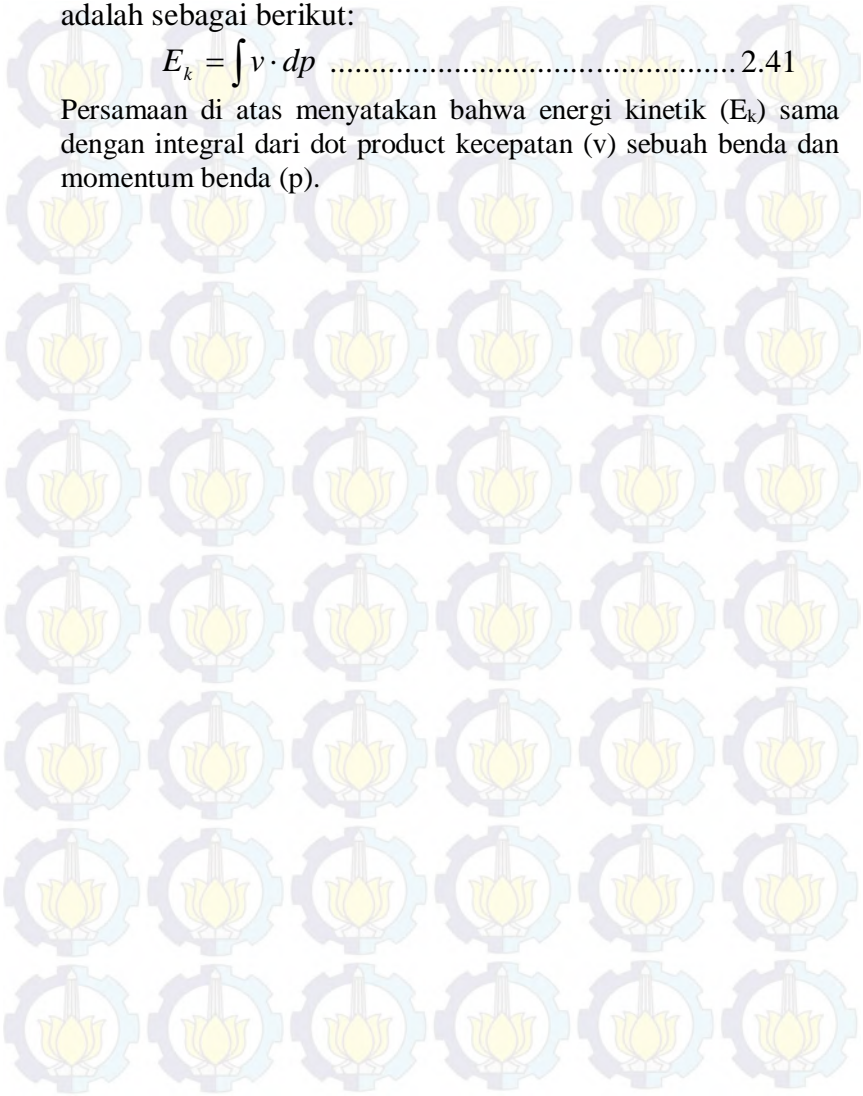 adalah sebagai berikut:
E_k = ∫ v · dp ................................................. 2.41
Persamaan di atas menyatakan bahwa energi kinetik (E_k) sama
dengan integral dari dot product kecepatan (v) sebuah benda dan
momentum benda (p).